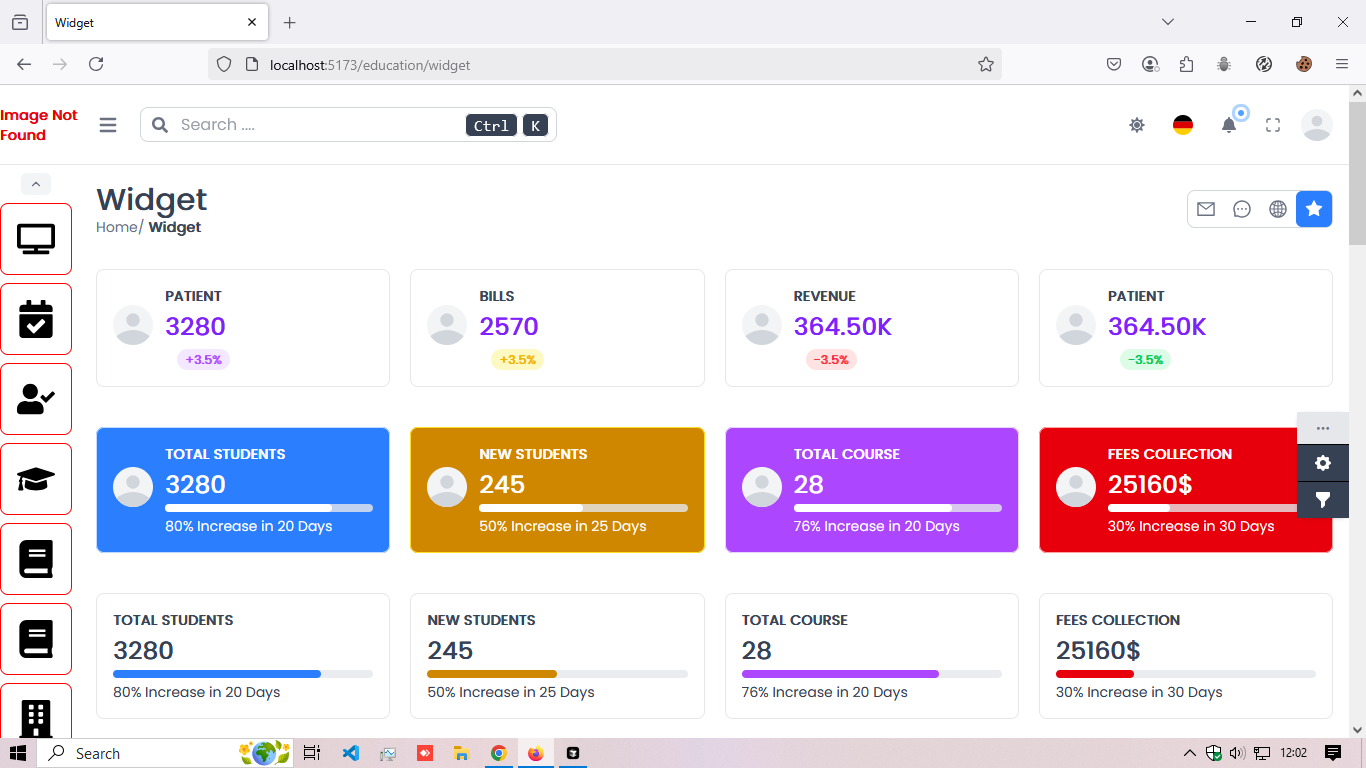 Widget
localhost:5173/education/widget
Image Not
Found
Search ....
Ctrl K
Widget
Home/ Widget
PATIENT
3280
+3.5%
BILLS
2570
+3.5%
REVENUE
364.50K
-3.5%
PATIENT
364.50K
-3.5%
TOTAL STUDENTS
3280
80% Increase in 20 Days
NEW STUDENTS
245
50% Increase in 25 Days
TOTAL COURSE
28
76% Increase in 20 Days
FEES COLLECTION
25160$
30% Increase in 30 Days
TOTAL STUDENTS
3280
80% Increase in 20 Days
NEW STUDENTS
245
50% Increase in 25 Days
TOTAL COURSE
28
76% Increase in 20 Days
FEES COLLECTION
25160$
30% Increase in 30 Days
Search
12:02